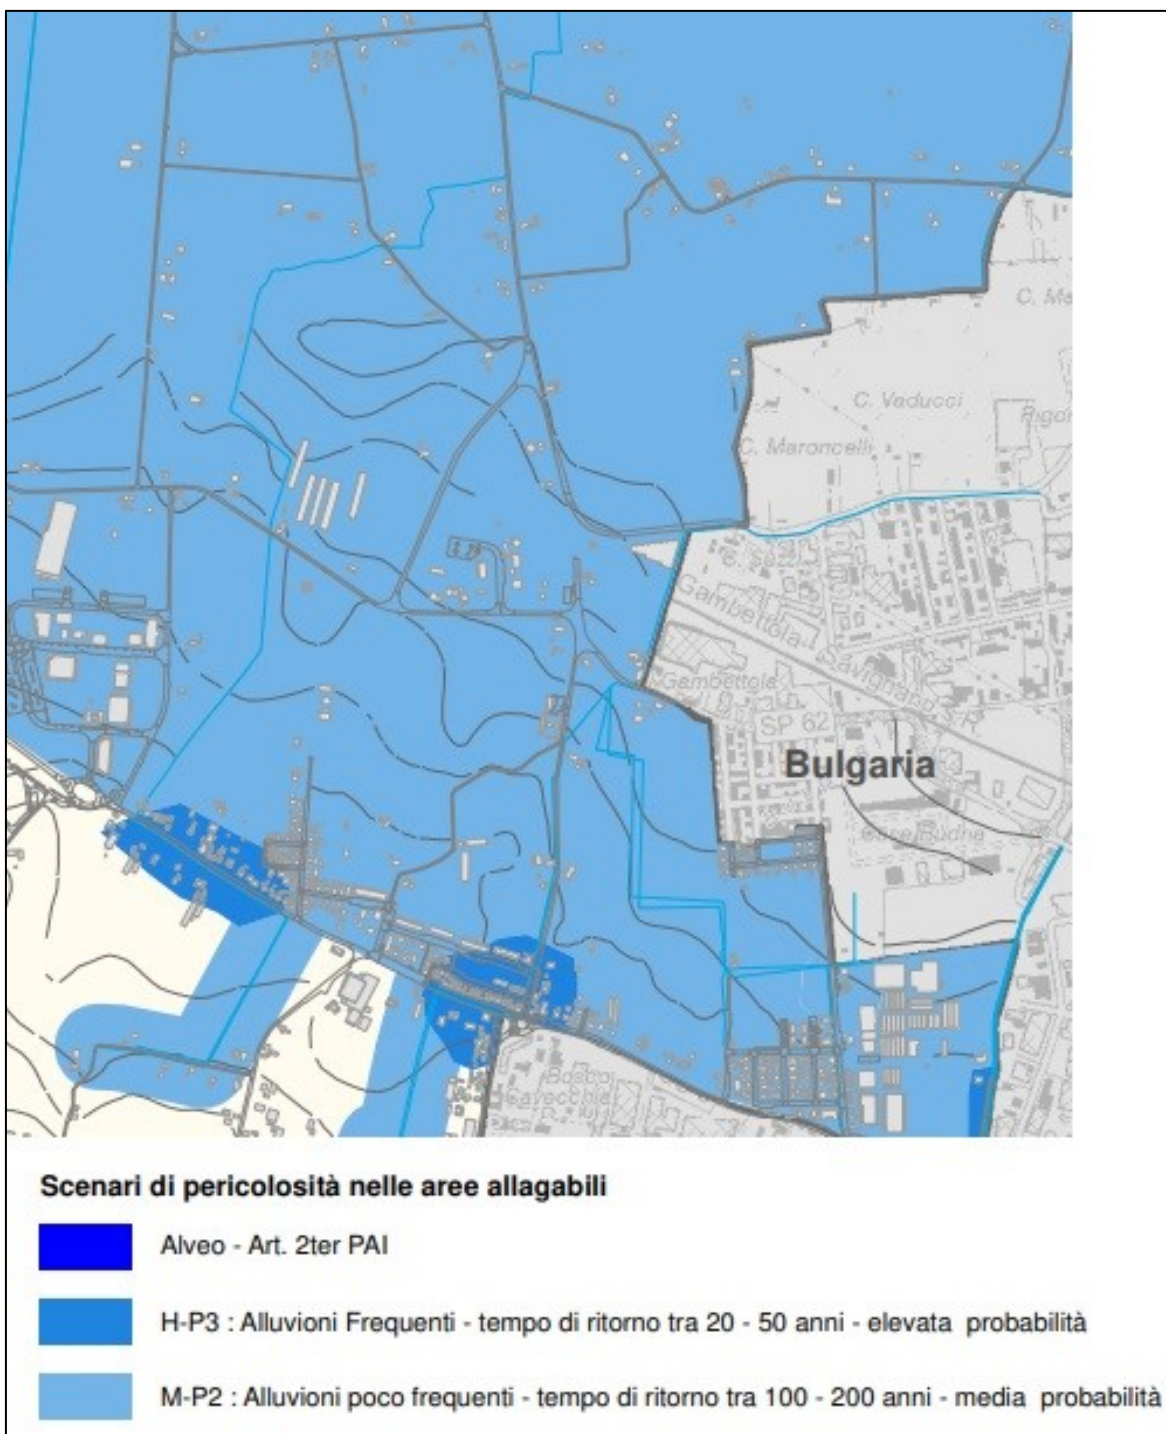 C. Ma
C. Vaducci
Rigon
C. Maroncelli
Gambettola
Savignano
Gambettola
SP 62
Bulgaria
Case Budrie
Bosco
Scenari di pericolosità nelle aree allagabili
Alveo - Art. 2ter PAI
H-P3 : Alluvioni Frequenti - tempo di ritorno tra 20 - 50 anni - elevata probabilità
M-P2 : Alluvioni poco frequenti - tempo di ritorno tra 100 - 200 anni - media probabilità